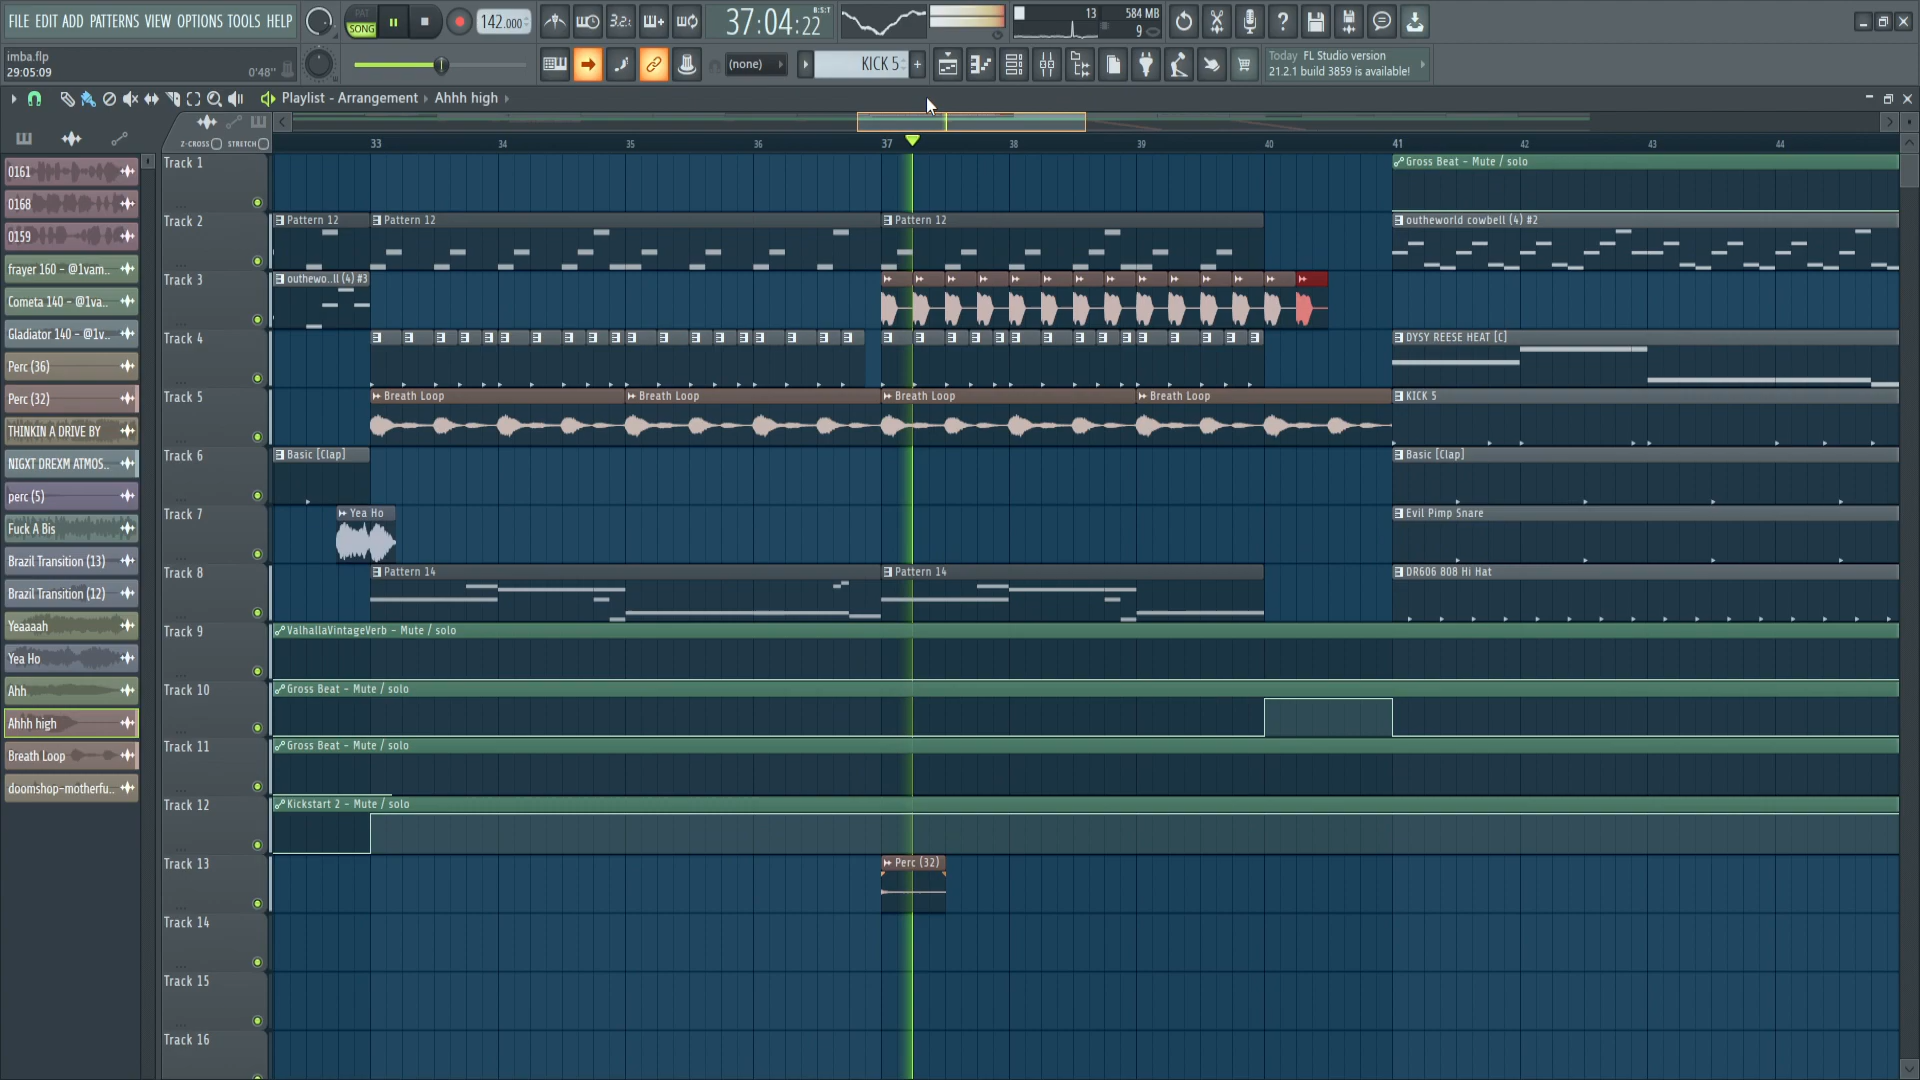 FILE EDIT ADD PATTERNS VIEW OPTIONS TOOLS HELP
PAT
SONG
142.000
3.2.
37:04:22
B:S:T
13
584 MB
9
imba.flp
29:05:09
0'48"
(none)
KICK 5
Today FL Studio version
21.2.1 build 3859 is available!
Playlist - Arrangement
Ahhh high
Z-CROSS
STRETCH
33
34
35
36
37
38
39
40
41
42
43
44
0161
0168
0159
frayer 160 - @1vam..
Cometa 140 - @1va..
Gladiator 140 - @1v..
Perc (36)
Perc (32)
THINKIN A DRIVE BY
NIGXT DREXM ATMOS..
perc (5)
Fuck A Bis
Brazil Transition (13)
Brazil Transition (12)
Yeaaaah
Yea Ho
Ahh
Ahhh high
Breath Loop
doomshop-motherfu..
Track 1
Gross Beat - Mute / solo
Track 2
Pattern 12
Pattern 12
Pattern 12
outheworld cowbell (4) #2
Track 3
outhewo..ll (4) #3
Track 4
DYSY REESE HEAT [C]
Track 5
Breath Loop
Breath Loop
Breath Loop
Breath Loop
KICK 5
Track 6
Basic [Clap]
Basic [Clap]
Track 7
Yea Ho
Evil Pimp Snare
Track 8
Pattern 14
Pattern 14
DR606 808 Hi Hat
Track 9
ValhallaVintageVerb - Mute / solo
Track 10
Gross Beat - Mute / solo
Track 11
Gross Beat - Mute / solo
Track 12
Kickstart 2 - Mute / solo
Track 13
Perc (32)
Track 14
Track 15
Track 16